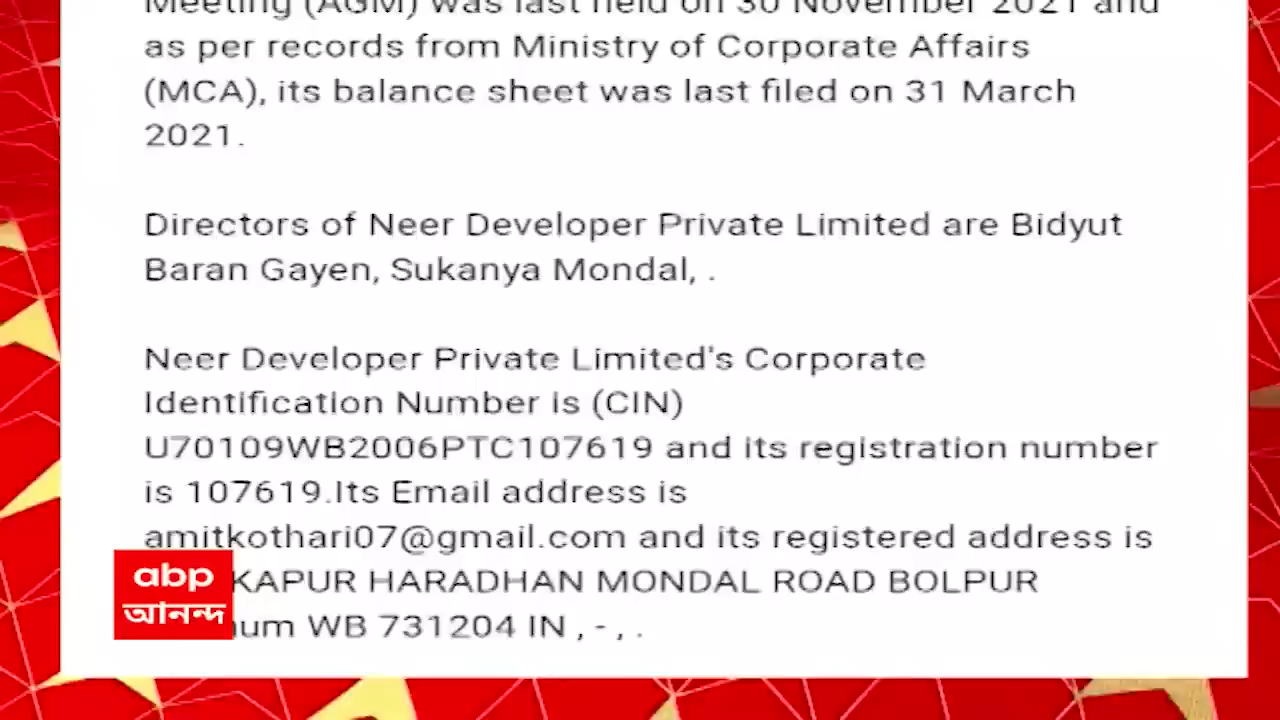 Meeting (AGM) was last held on 30 November 2021 and
as per records from Ministry of Corporate Affairs
(MCA), its balance sheet was last filed on 31 March
2021.
Directors of Neer Developer Private Limited are Bidyut
Baran Gayen, Sukanya Mondal, .
Neer Developer Private Limited's Corporate
Identification Number is (CIN)
U70109WB2006PTC107619 and its registration number
is 107619.Its Email address is
amitkothari07@gmail.com and its registered address is
KAPUR HARADHAN MONDAL ROAD BOLPUR
WB 731204 IN , - , .
abp
আনন্দ